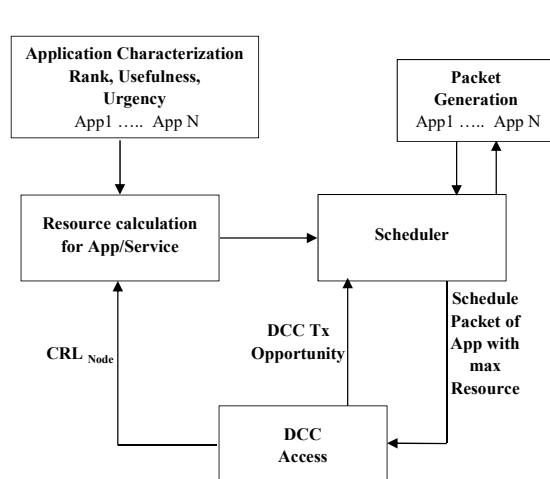 Application Characterization
Rank, Usefulness,
Urgency
App1 ….. App N
Packet
Generation
App1 ….. App N
Resource calculation
for App/Service
Scheduler
CRL Node
DCC Tx
Opportunity
Schedule
Packet of
App with
max
Resource
DCC
Access